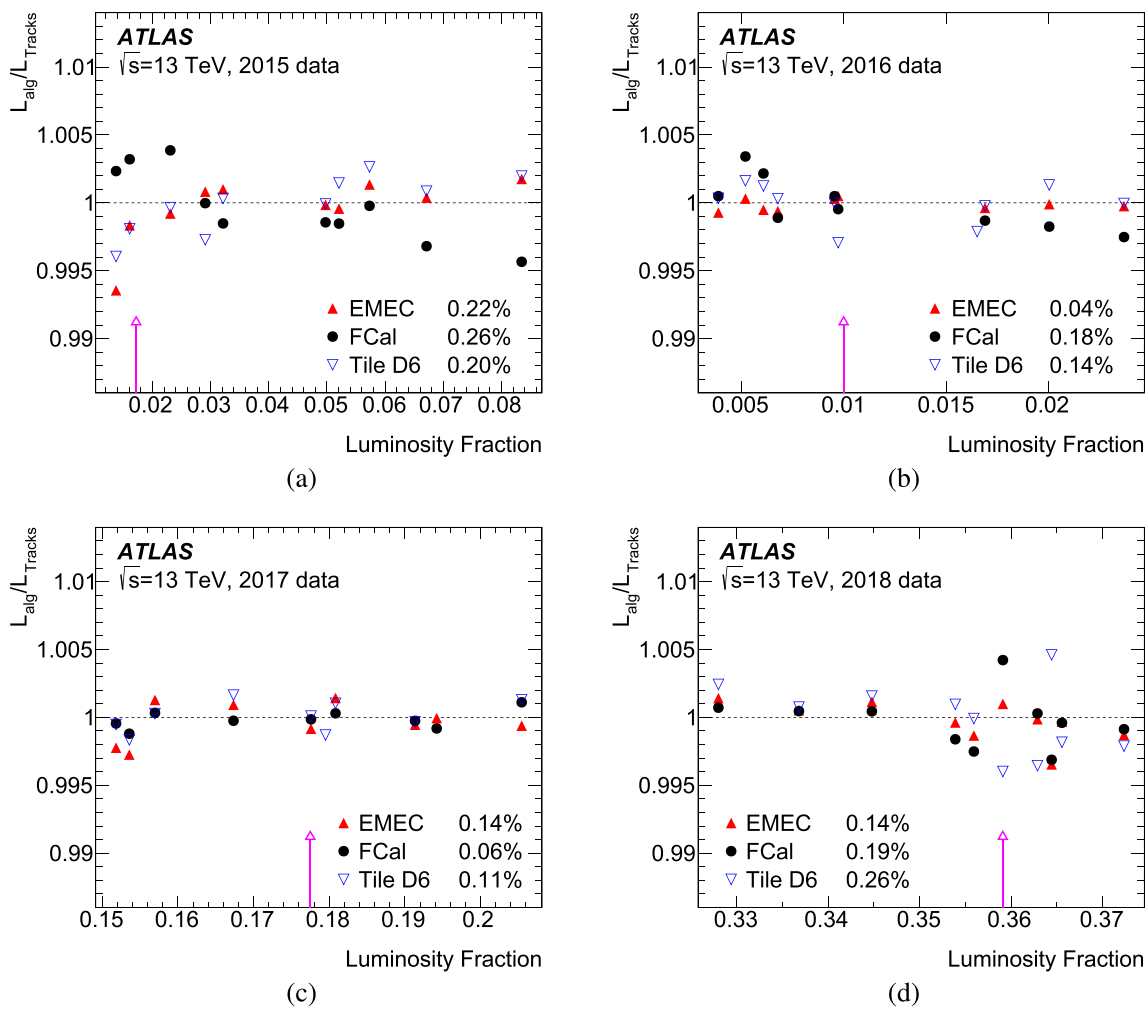 L_alg/L_Tracks
ATLAS
√s=13 TeV, 2015 data
1.01
1.005
1
0.995
0.99
EMEC 0.22%
FCal 0.26%
Tile D6 0.20%
0.02 0.03 0.04 0.05 0.06 0.07 0.08
Luminosity Fraction
(a)
L_alg/L_Tracks
ATLAS
√s=13 TeV, 2016 data
1.01
1.005
1
0.995
0.99
EMEC 0.04%
FCal 0.18%
Tile D6 0.14%
0.005 0.01 0.015 0.02
Luminosity Fraction
(b)
L_alg/L_Tracks
ATLAS
√s=13 TeV, 2017 data
1.01
1.005
1
0.995
0.99
EMEC 0.14%
FCal 0.06%
Tile D6 0.11%
0.15 0.16 0.17 0.18 0.19 0.2
Luminosity Fraction
(c)
L_alg/L_Tracks
ATLAS
√s=13 TeV, 2018 data
1.01
1.005
1
0.995
0.99
EMEC 0.14%
FCal 0.19%
Tile D6 0.26%
0.33 0.34 0.35 0.36 0.37
Luminosity Fraction
(d)